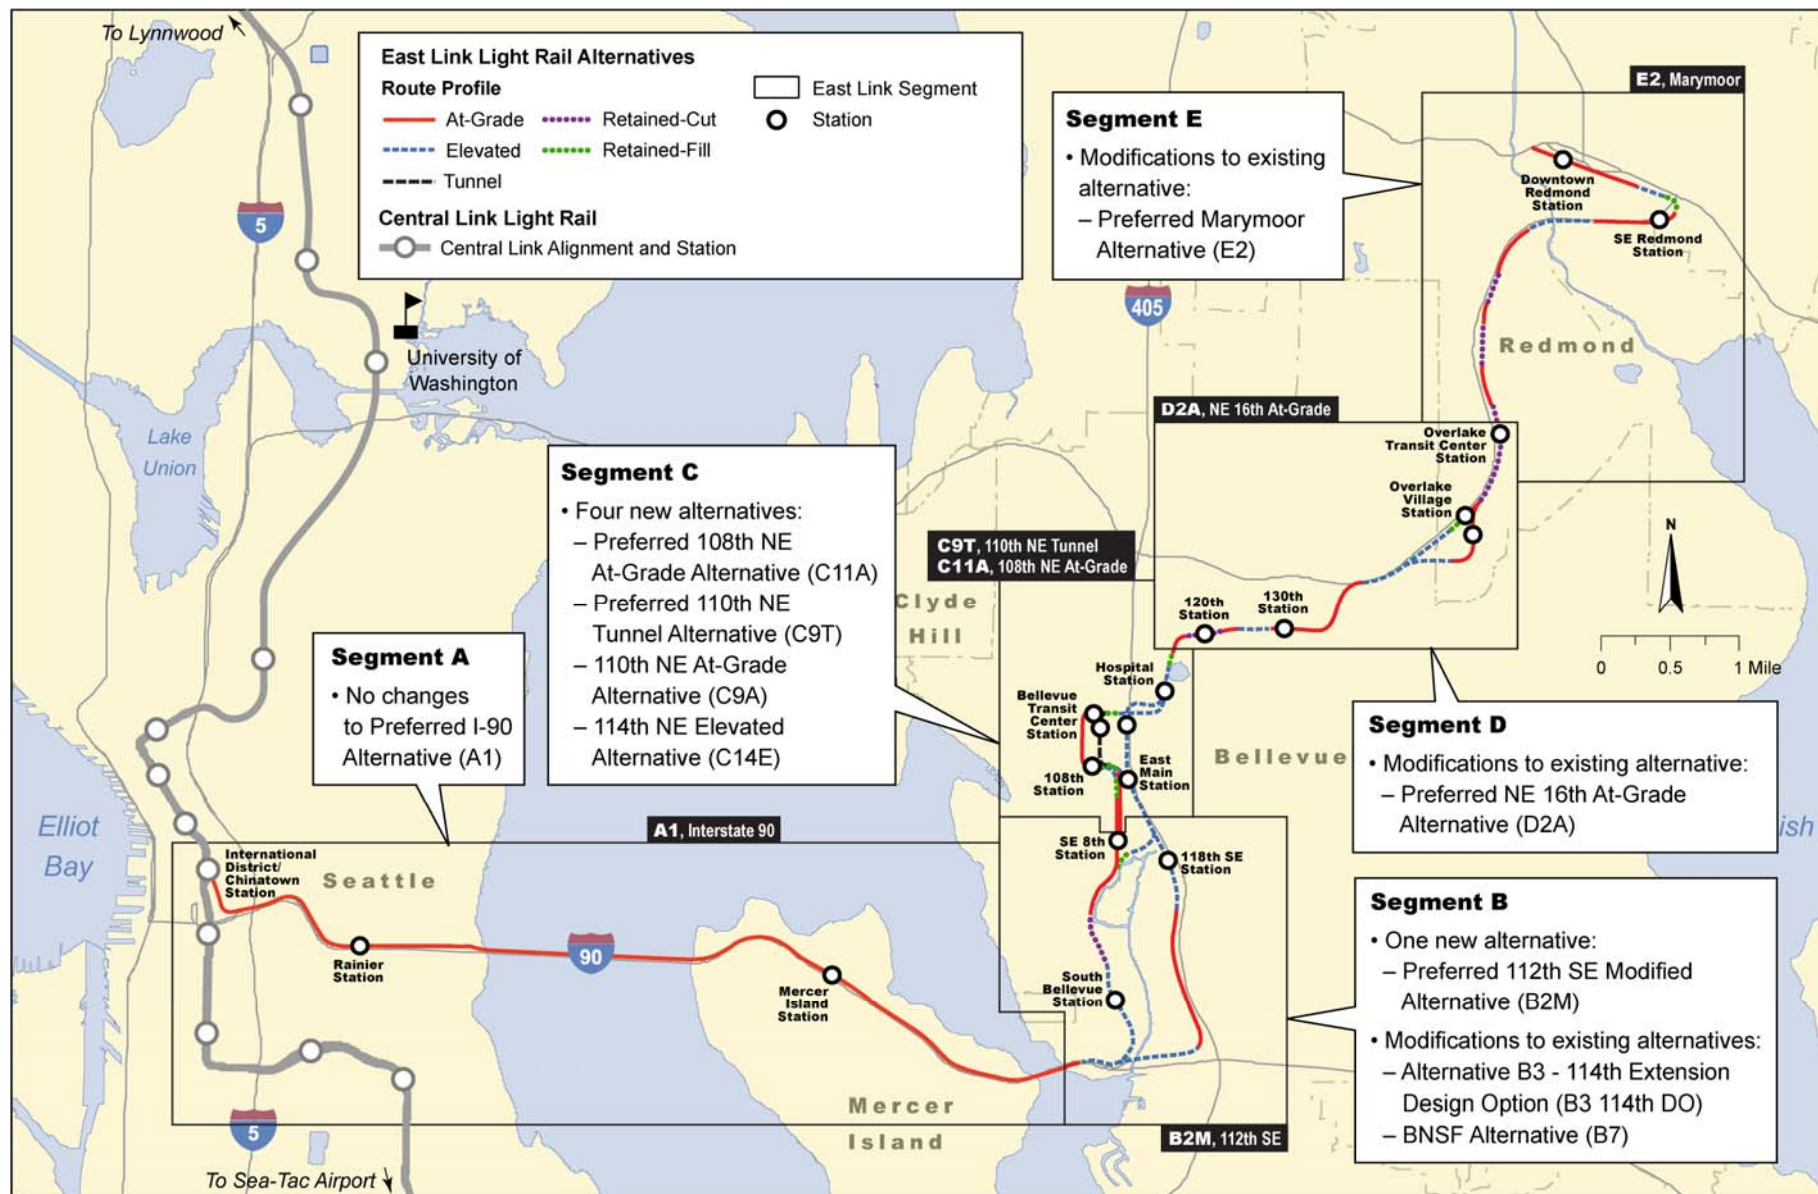 To Lynnwood
East Link Light Rail Alternatives
Route Profile
At-Grade
Elevated
Tunnel
Retained-Cut
Retained-Fill
East Link Segment
Station
Central Link Light Rail
Central Link Alignment and Station
5
University of
Washington
Lake
Union
Segment E
• Modifications to existing
alternative:
– Preferred Marymoor
Alternative (E2)
E2, Marymoor
Downtown
Redmond
Station
SE Redmond
Station
405
Redmond
D2A, NE 16th At-Grade
Overlake
Transit Center
Station
Overlake
Village
Station
Segment C
• Four new alternatives:
– Preferred 108th NE
At-Grade Alternative (C11A)
– Preferred 110th NE
Tunnel Alternative (C9T)
– 110th NE At-Grade
Alternative (C9A)
– 114th NE Elevated
Alternative (C14E)
C9T, 110th NE Tunnel
C11A, 108th NE At-Grade
Clyde
Hill
120th
Station
130th
Station
N
0 0.5 1 Mile
Segment A
• No changes
to Preferred I-90
Alternative (A1)
Hospital
Station
Bellevue
Transit
Center
Station
108th
Station
East
Main
Station
Bellevue
Segment D
• Modifications to existing alternative:
– Preferred NE 16th At-Grade
Alternative (D2A)
ish
Elliot
Bay
A1, Interstate 90
International
District/
Chinatown
Station
Seattle
SE 8th
Station
118th SE
Station
Rainier
Station
90
Mercer
Island
Station
South
Bellevue
Station
Segment B
• One new alternative:
– Preferred 112th SE Modified
Alternative (B2M)
• Modifications to existing alternatives:
– Alternative B3 - 114th Extension
Design Option (B3 114th DO)
– BNSF Alternative (B7)
Mercer
Island
B2M, 112th SE
5
To Sea-Tac Airport